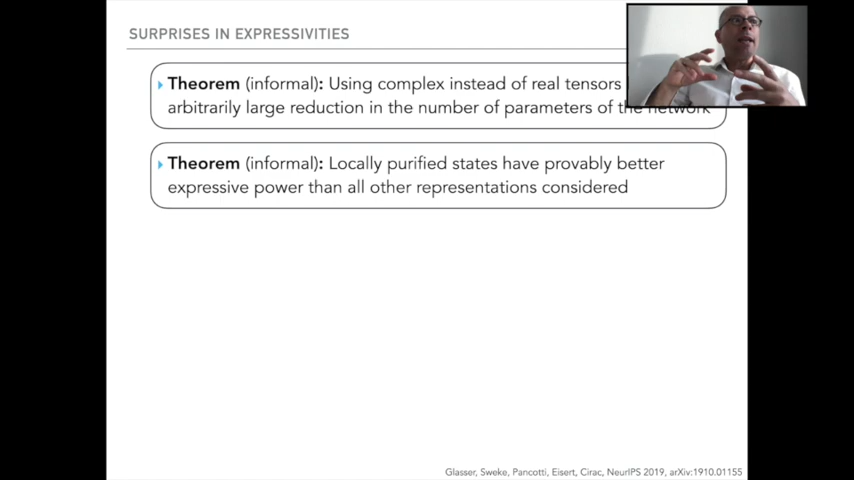 SURPRISES IN EXPRESSIVITIES
Theorem (informal): Using complex instead of real tensors
arbitrarily large reduction in the number of parameters of the network
Theorem (informal): Locally purified states have provably better
expressive power than all other representations considered
Glasser, Sweke, Pancotti, Eisert, Cirac, NeurIPS 2019, arXiv:1910.01155